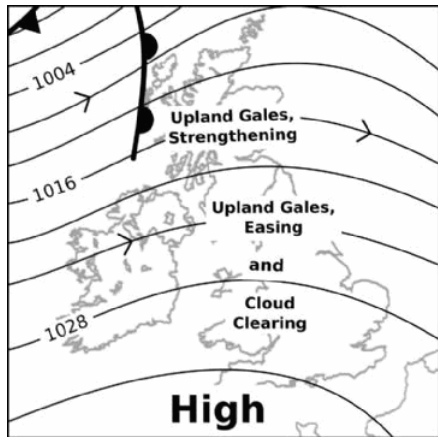 1004
Upland Gales,
Strengthening
1016
Upland Gales,
Easing
and
Cloud
Clearing
1028
High